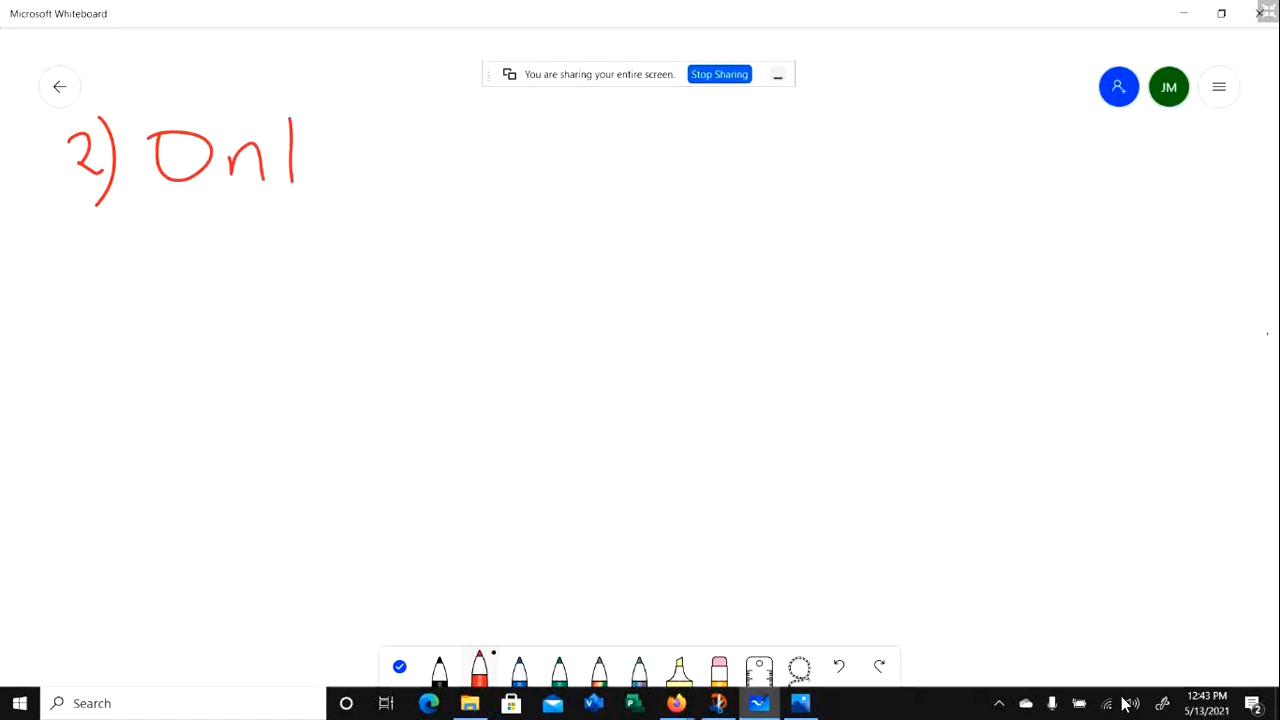 Microsoft Whiteboard
You are sharing your entire screen. Stop Sharing
JM
2) Onl
Search
12:43 PM
5/13/2021
2